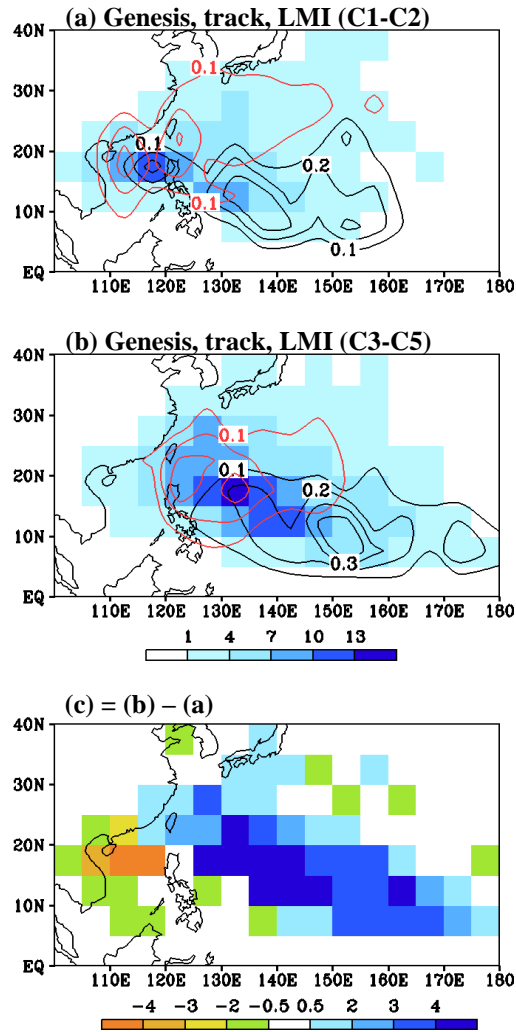 (a) Genesis, track, LMI (C1-C2)
40N
30N
20N
10N
EQ
0.1
0.1
0.2
0.1
0.1
110E 120E 130E 140E 150E 160E 170E 180
(b) Genesis, track, LMI (C3-C5)
40N
30N
20N
10N
EQ
0.1
0.1
0.2
0.3
110E 120E 130E 140E 150E 160E 170E 180
1 4 7 10 13
(c) = (b) – (a)
40N
30N
20N
10N
EQ
110E 120E 130E 140E 150E 160E 170E 180
−4 −3 −2 −0.5 0.5 2 3 4